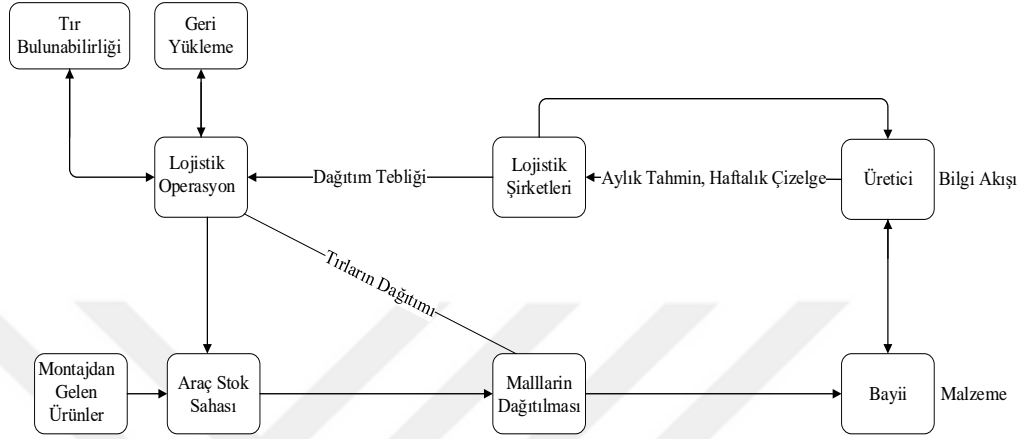 Tır
Bulunabilirliği
Geri
Yükleme
Lojistik
Operasyon
Dağıtım Tebliği
Lojistik
Şirketleri
Aylık Tahmin, Haftalık Çizelge
Üretici
Bilgi Akışı
Tırların Dağıtımı
Montajdan
Gelen
Ürünler
Araç Stok
Sahası
Malllarin
Dağıtılması
Bayii
Malzeme